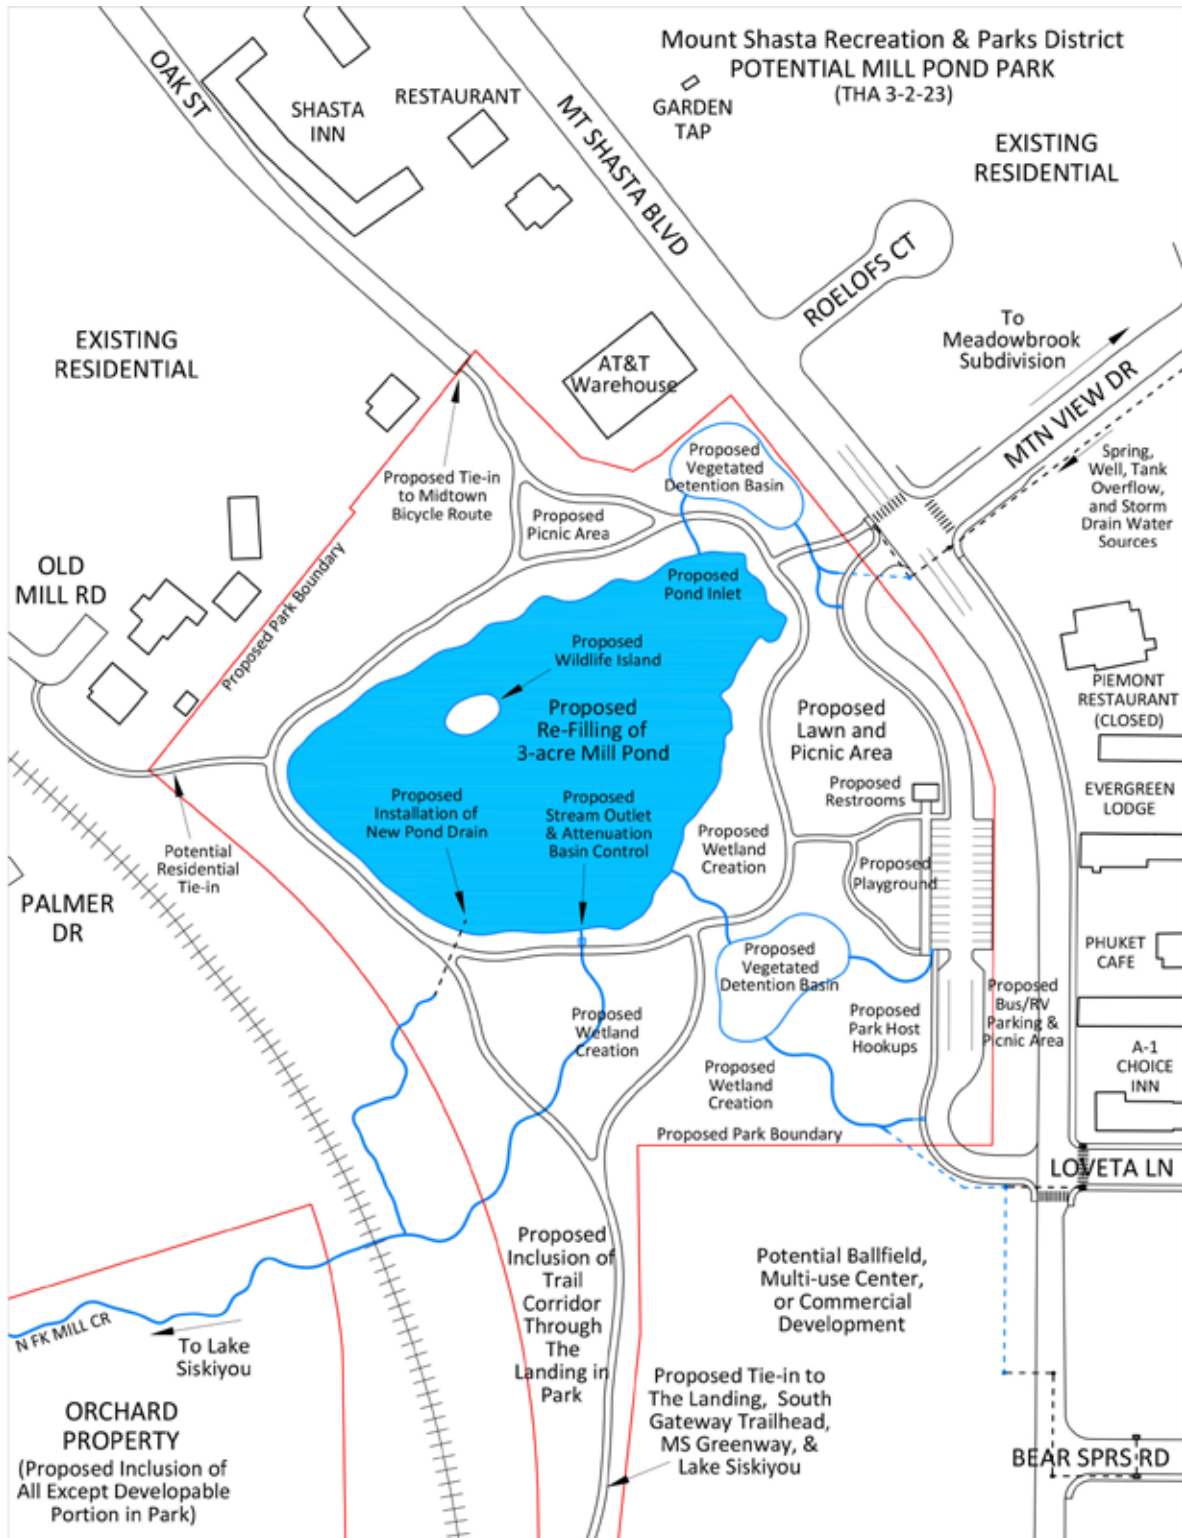 Mount Shasta Recreation & Parks District
POTENTIAL MILL POND PARK
(THA 3-2-23)
OAK ST
SHASTA
INN
RESTAURANT
MT SHASTA BLVD
GARDEN
TAP
EXISTING
RESIDENTIAL
ROELOFS CT
To
Meadowbrook
Subdivision
MTN VIEW DR
EXISTING
RESIDENTIAL
AT&T
Warehouse
Proposed Tie-in
to Midtown
Bicycle Route
Proposed
Vegetated
Detention Basin
Proposed
Picnic Area
Spring,
Well, Tank
Overflow,
and Storm
Drain Water
Sources
OLD
MILL RD
Proposed Park Boundary
Proposed
Pond Inlet
Proposed
Wildlife Island
Proposed
Re-Filling of
3-acre Mill Pond
Proposed
Lawn and
Picnic Area
PIEMONT
RESTAURANT
(CLOSED)
Proposed
Restrooms
EVERGREEN
LODGE
Proposed
Installation of
New Pond Drain
Proposed
Stream Outlet
& Attenuation
Basin Control
Proposed
Wetland
Creation
Proposed
Playground
Potential
Residential
Tie-in
PALMER
DR
PHUKET
CAFE
Proposed
Vegetated
Detention Basin
Proposed
Wetland
Creation
Proposed
Park Host
Hookups
Proposed
Bus/RV
Parking &
Picnic Area
A-1
CHOICE
INN
Proposed
Wetland
Creation
Proposed Park Boundary
LOVETA LN
Proposed
Inclusion of
Trail
Corridor
Through
The
Landing in
Park
Potential Ballfield,
Multi-use Center,
or Commercial
Development
N FK MILL CR
To Lake
Siskiyou
Proposed Tie-in to
The Landing, South
Gateway Trailhead,
MS Greenway, &
Lake Siskiyou
ORCHARD
PROPERTY
(Proposed Inclusion of
All Except Developable
Portion in Park)
BEAR SPRS RD